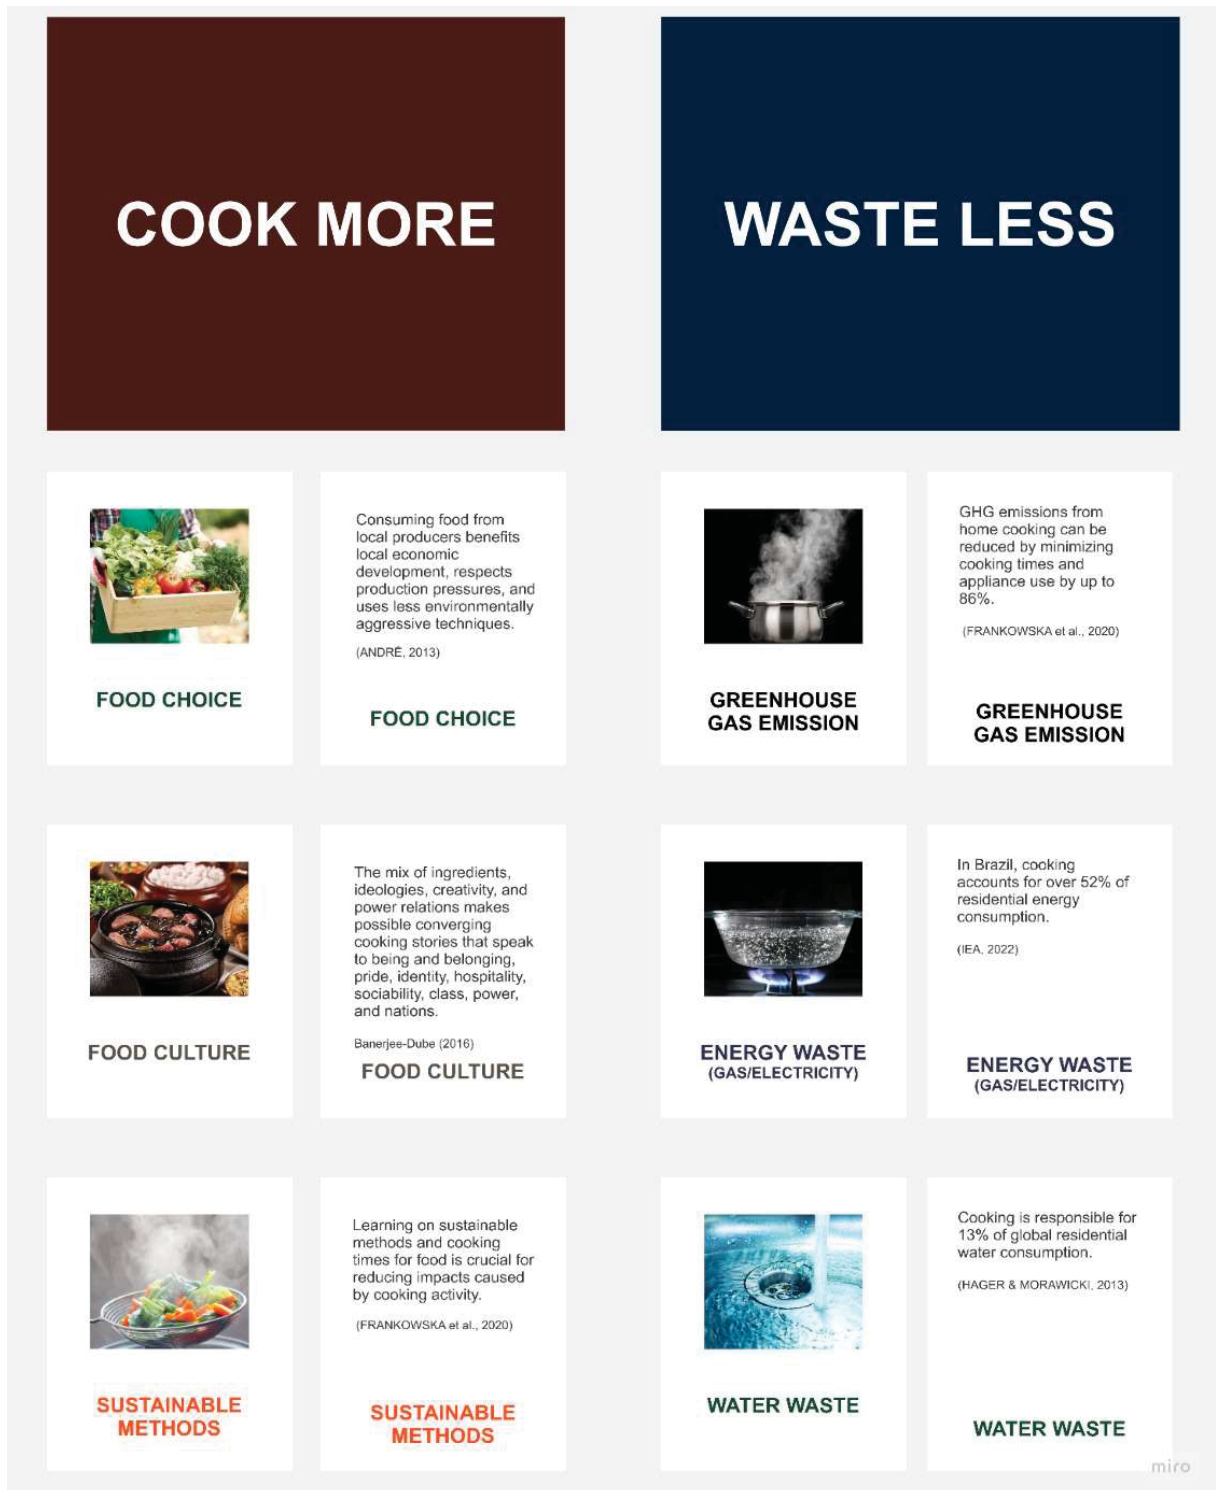 COOK MORE
WASTE LESS
FOOD CHOICE
Consuming food from
local producers benefits
local economic
development, respects
production pressures, and
uses less environmentally
aggressive techniques.
(ANDRÉ, 2013)
FOOD CHOICE
GREENHOUSE
GAS EMISSION
GHG emissions from
home cooking can be
reduced by minimizing
cooking times and
appliance use by up to
86%.
(FRANKOWSKA et al., 2020)
GREENHOUSE
GAS EMISSION
FOOD CULTURE
The mix of ingredients,
ideologies, creativity, and
power relations makes
possible converging
cooking stories that speak
to being and belonging,
pride, identity, hospitality,
sociability, class, power,
and nations.
Banerjee-Dube (2016)
FOOD CULTURE
ENERGY WASTE
(GAS/ELECTRICITY)
In Brazil, cooking
accounts for over 52% of
residential energy
consumption.
(IEA, 2022)
ENERGY WASTE
(GAS/ELECTRICITY)
SUSTAINABLE
METHODS
Learning on sustainable
methods and cooking
times for food is crucial for
reducing impacts caused
by cooking activity.
(FRANKOWSKA et al., 2020)
SUSTAINABLE
METHODS
WATER WASTE
Cooking is responsible for
13% of global residential
water consumption.
(HAGER & MORAWICKI, 2013)
WATER WASTE
miro